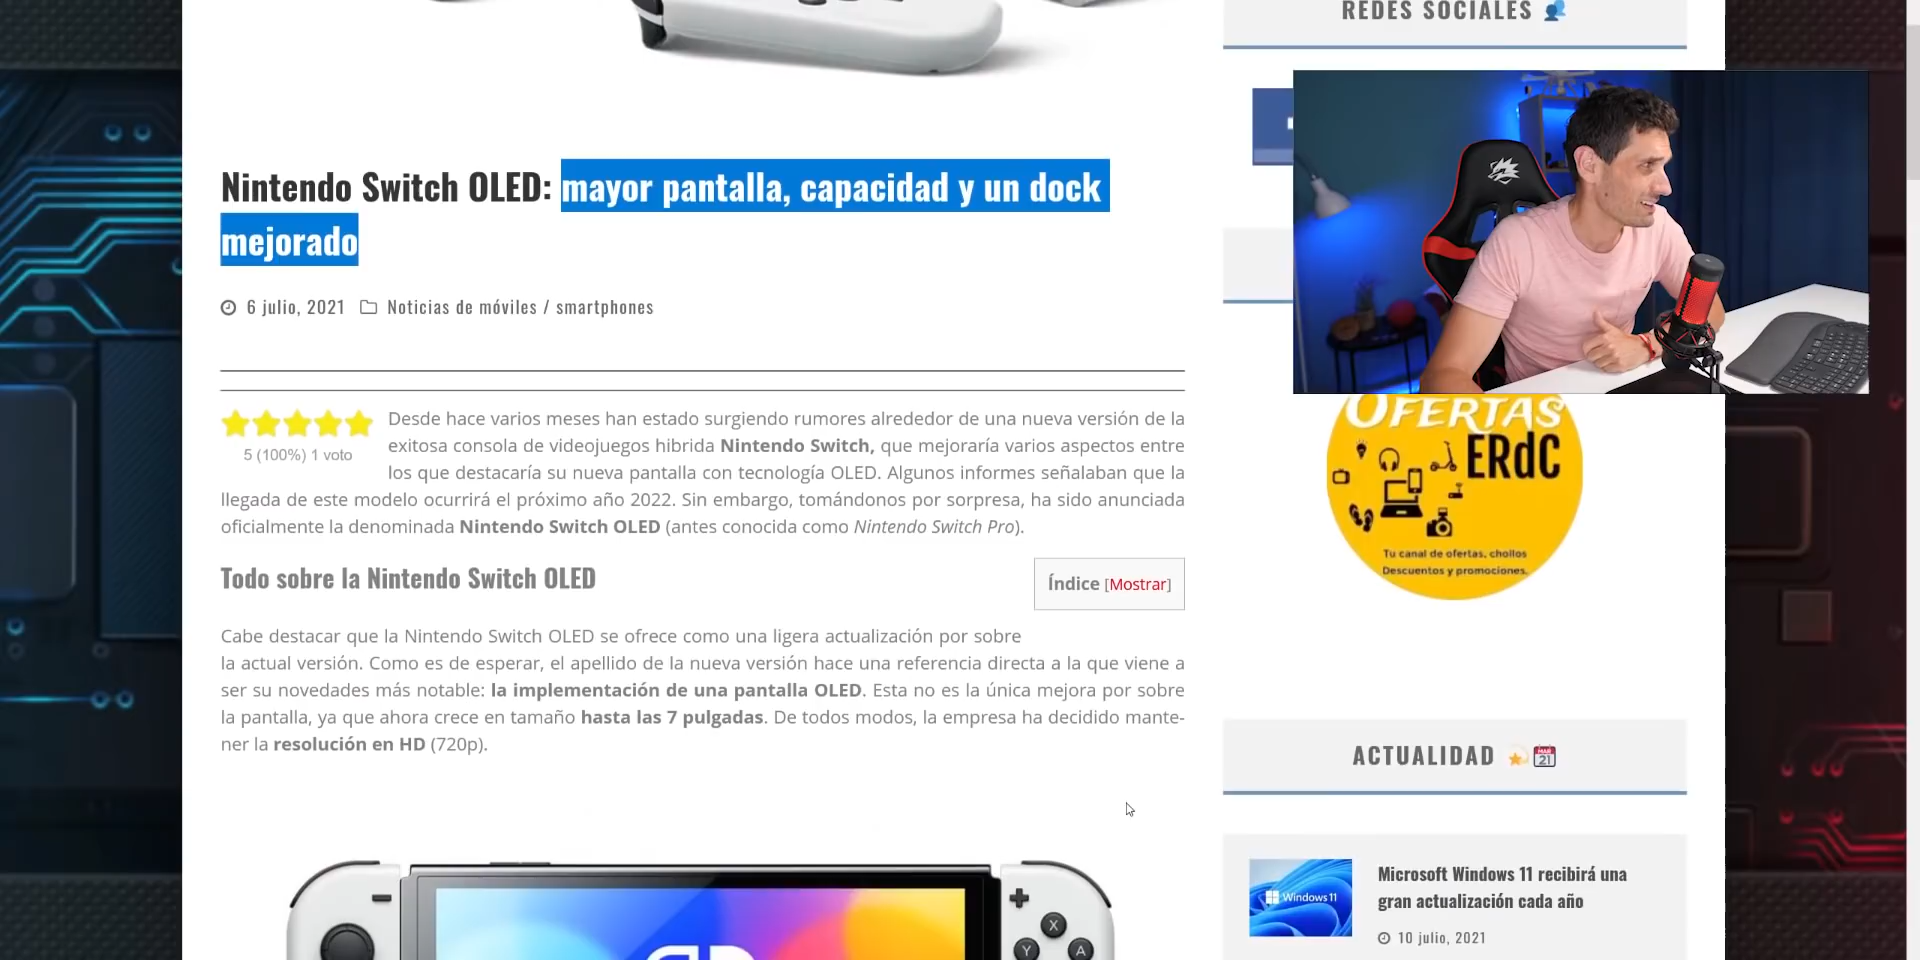 REDES SOCIALES
Nintendo Switch OLED: mayor pantalla, capacidad y un dock
mejorado
6 julio, 2021 Noticias de móviles / smartphones
Desde hace varios meses han estado surgiendo rumores alrededor de una nueva versión de la
5 (100%) 1 voto
exitosa consola de videojuegos hibrida Nintendo Switch, que mejoraría varios aspectos entre
los que destacaría su nueva pantalla con tecnología OLED. Algunos informes señalaban que la
llegada de este modelo ocurrirá el próximo año 2022. Sin embargo, tomándonos por sorpresa, ha sido anunciada
oficialmente la denominada Nintendo Switch OLED (antes conocida como Nintendo Switch Pro).
Todo sobre la Nintendo Switch OLED
Índice [Mostrar]
Cabe destacar que la Nintendo Switch OLED se ofrece como una ligera actualización por sobre
la actual versión. Como es de esperar, el apellido de la nueva versión hace una referencia directa a la que viene a
ser su novedades más notable: la implementación de una pantalla OLED. Esta no es la única mejora por sobre
la pantalla, ya que ahora crece en tamaño hasta las 7 pulgadas. De todos modos, la empresa ha decidido mante-
ner la resolución en HD (720p).
X
Y A
OFERTAS
ERdC
Tu canal de ofertas, chollos
Descuentos y promociones.
ACTUALIDAD
MAR
21
Windows 11
Microsoft Windows 11 recibirá una
gran actualización cada año
10 julio, 2021